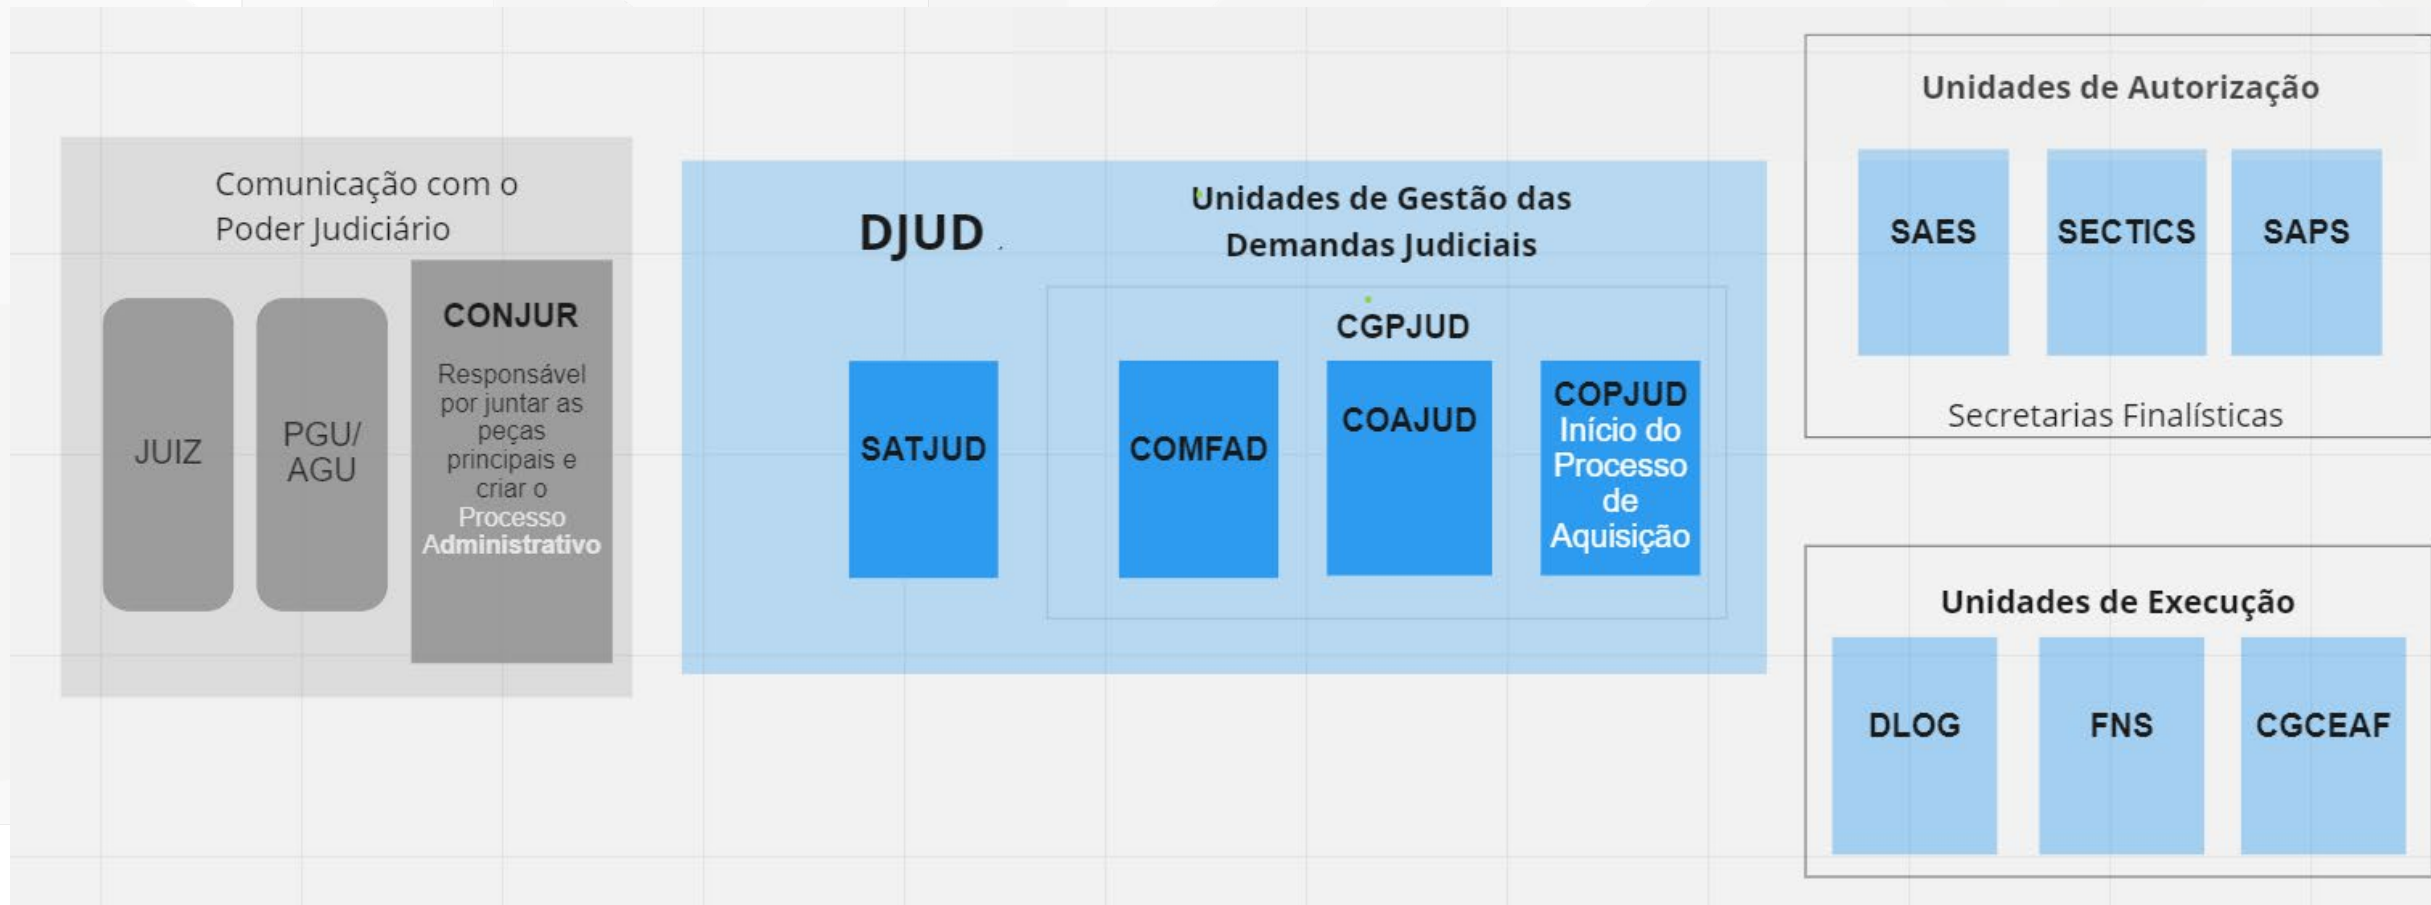 Comunicação com o
Poder Judiciário
JUIZ
PGU/
AGU
CONJUR
Responsável
por juntar as
peças
principais e
criar o
Processo
Administrativo
DJUD
Unidades de Gestão das
Demandas Judiciais
CGPJUD
SATJUD
COMFAD
COAJUD
COPJUD
Início do
Processo
de
Aquisição
Unidades de Autorização
SAES
SECTICS
SAPS
Secretarias Finalísticas
Unidades de Execução
DLOG
FNS
CGCEAF